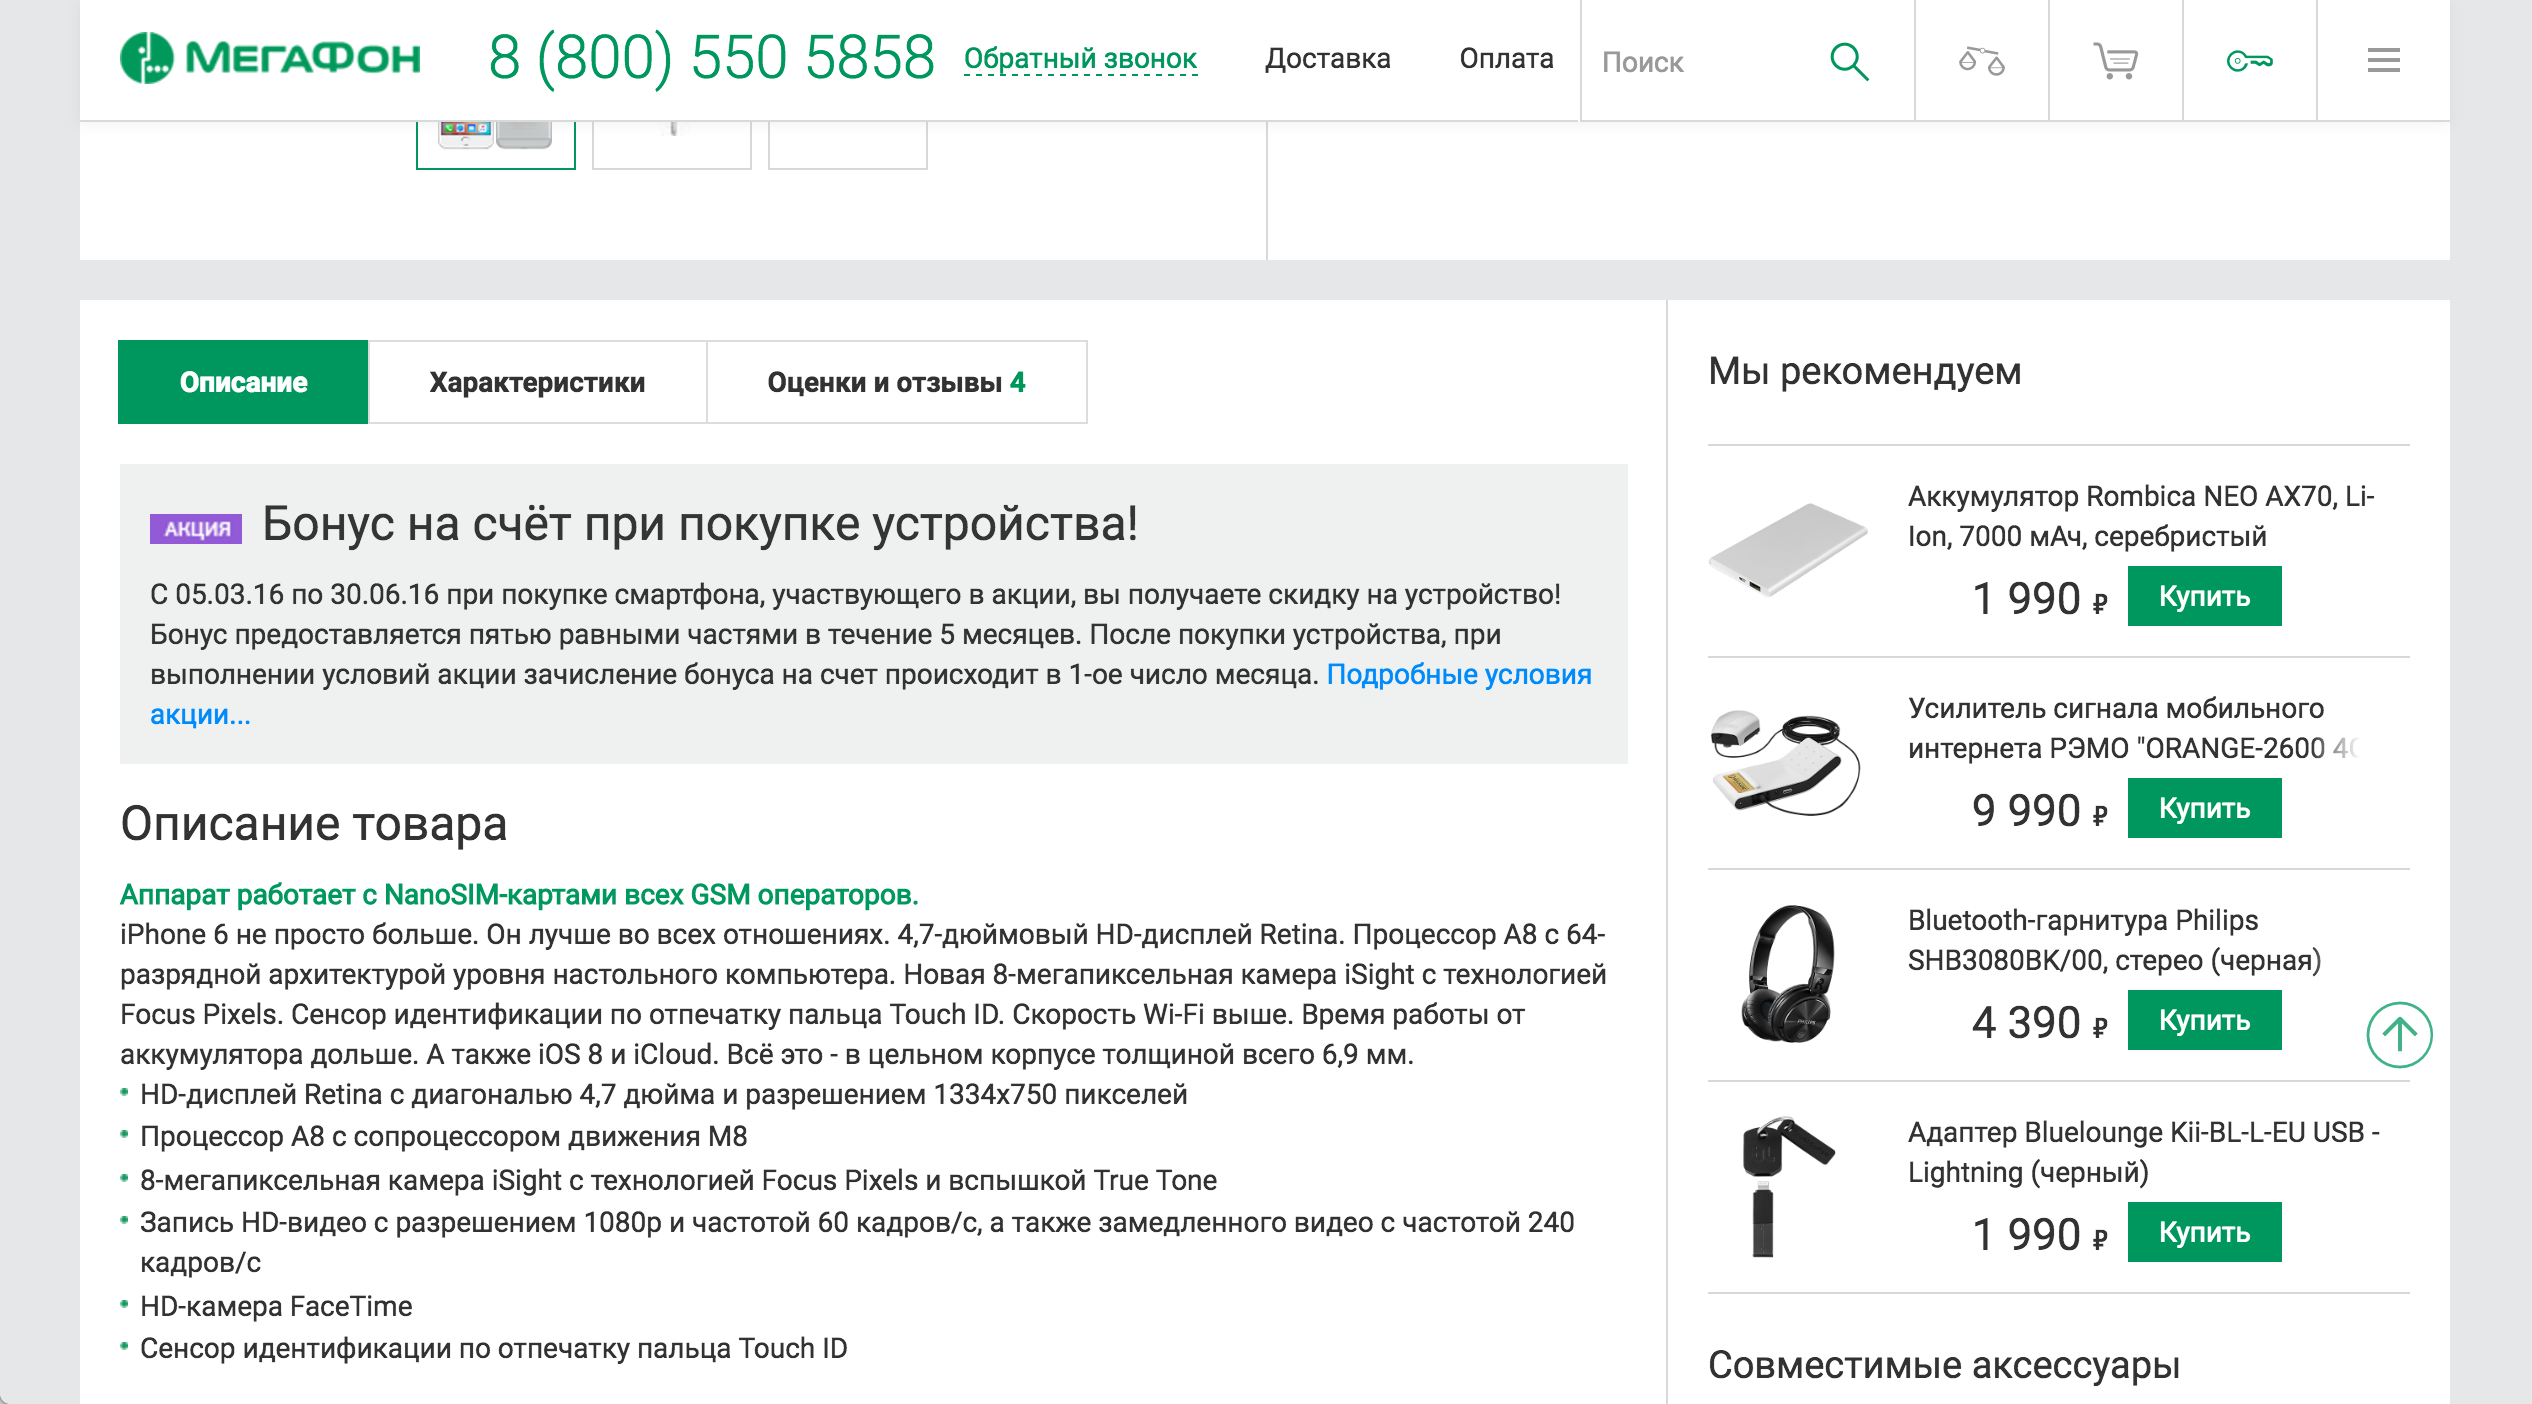 МЕГАФОН
8 (800) 550 5858
Обратный звонок
Доставка
Оплата
Поиск
Описание
Характеристики
Оценки и отзывы 4
АКЦИЯ Бонус на счёт при покупке устройства!
С 05.03.16 по 30.06.16 при покупке смартфона, участвующего в акции, вы получаете скидку на устройство!
Бонус предоставляется пятью равными частями в течение 5 месяцев. После покупки устройства, при
выполнении условий акции зачисление бонуса на счет происходит в 1-ое число месяца. Подробные условия
акции...
Описание товара
Аппарат работает с NanoSIM-картами всех GSM операторов.
iPhone 6 не просто больше. Он лучше во всех отношениях. 4,7-дюймовый HD-дисплей Retina. Процессор A8 с 64-
разрядной архитектурой уровня настольного компьютера. Новая 8-мегапиксельная камера iSight с технологией
Focus Pixels. Сенсор идентификации по отпечатку пальца Touch ID. Скорость Wi-Fi выше. Время работы от
аккумулятора дольше. А также iOS 8 и iCloud. Всё это - в цельном корпусе толщиной всего 6,9 мм.
• HD-дисплей Retina с диагональю 4,7 дюйма и разрешением 1334x750 пикселей
• Процессор A8 с сопроцессором движения M8
• 8-мегапиксельная камера iSight с технологией Focus Pixels и вспышкой True Tone
• Запись HD-видео с разрешением 1080p и частотой 60 кадров/с, а также замедленного видео с частотой 240
кадров/с
• HD-камера FaceTime
• Сенсор идентификации по отпечатку пальца Touch ID
Мы рекомендуем
Аккумулятор Rombica NEO AX70, Li-
Ion, 7000 мАч, серебристый
1 990 ₽ Купить
Усилитель сигнала мобильного
интернета РЭМО "ORANGE-2600 4G
9 990 ₽ Купить
Bluetooth-гарнитура Philips
SHB3080BK/00, стерео (черная)
4 390 ₽ Купить
Адаптер Bluelounge Kii-BL-L-EU USB -
Lightning (черный)
1 990 ₽ Купить
Совместимые аксессуары